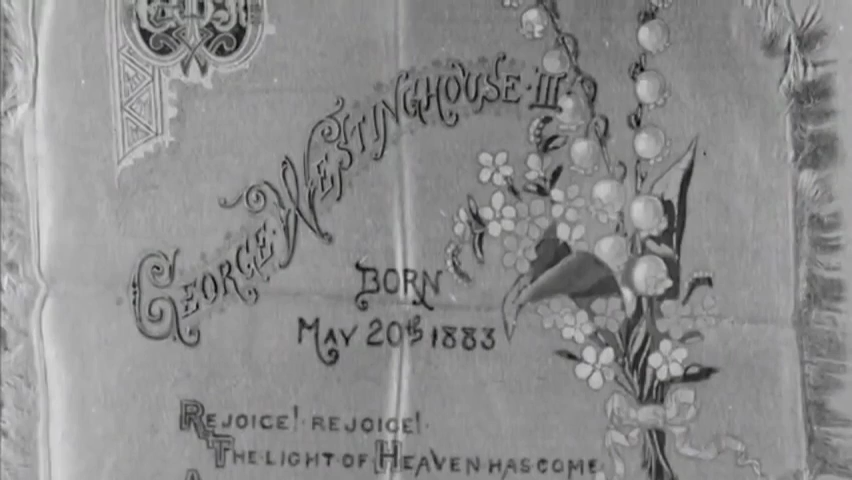 GEORGE·WESTINGHOUSE·III
BORN
MAY 20th 1883
REJOICE! REJOICE!
THE LIGHT OF HEAVEN HAS COME